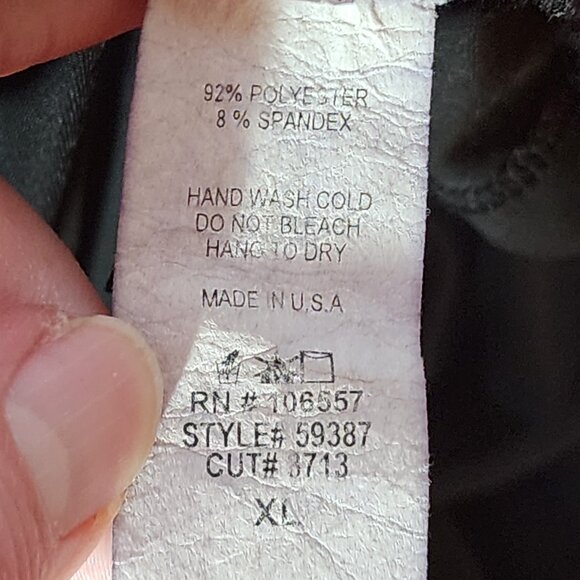 92% POLYESTER
8 % SPANDEX
HAND WASH COLD
DO NOT BLEACH
HANG TO DRY
MADE IN U.S.A
RN # 106557
STYLE# 59387
CUT# 3713
XL